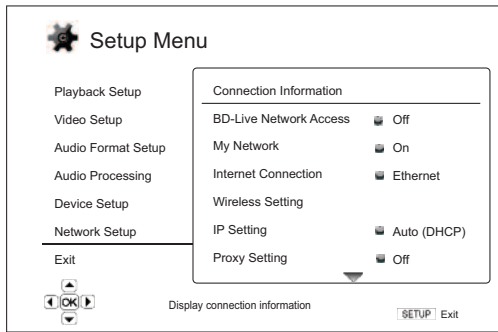 Setup Menu
Playback Setup
Video Setup
Audio Format Setup
Audio Processing
Device Setup
Network Setup
Exit
Connection Information
BD-Live Network Access Off
My Network On
Internet Connection Ethernet
Wireless Setting
IP Setting Auto (DHCP)
Proxy Setting Off
OK
Display connection information
SETUP Exit